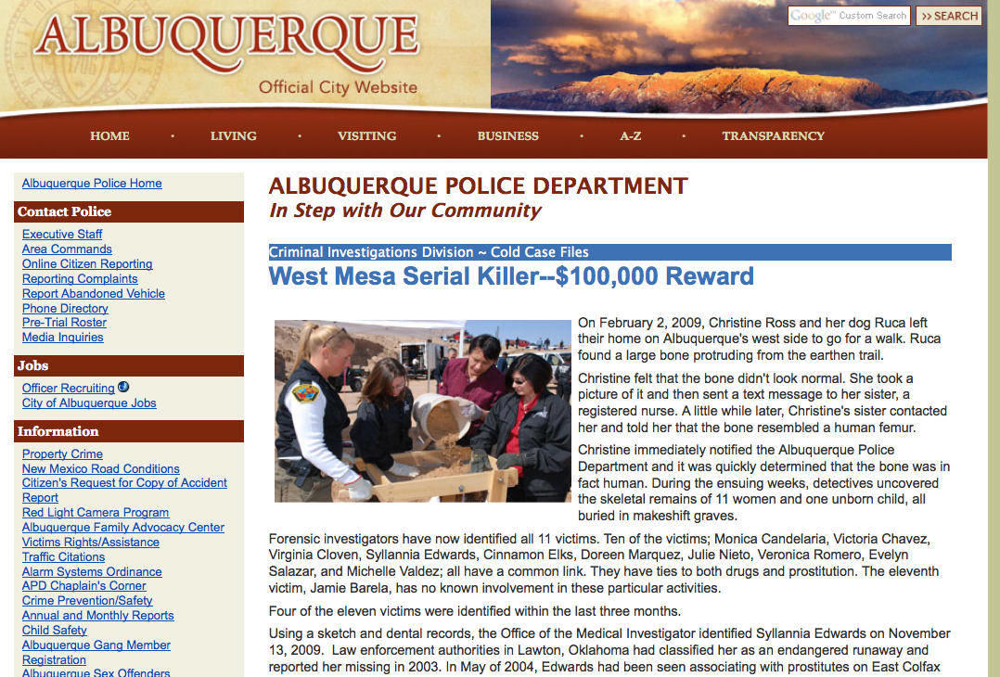 ALBUQUERQUE
Official City Website
Google™ Custom Search
>> SEARCH
HOME • LIVING • VISITING • BUSINESS • A-Z • TRANSPARENCY
Albuquerque Police Home
Contact Police
Executive Staff
Area Commands
Online Citizen Reporting
Reporting Complaints
Report Abandoned Vehicle
Phone Directory
Pre-Trial Roster
Media Inquiries
Jobs
Officer Recruiting
City of Albuquerque Jobs
Information
Property Crime
New Mexico Road Conditions
Citizen's Request for Copy of Accident
Report
Red Light Camera Program
Albuquerque Family Advocacy Center
Victims Rights/Assistance
Traffic Citations
Alarm Systems Ordinance
APD Chaplain's Corner
Crime Prevention/Safety
Annual and Monthly Reports
Child Safety
Albuquerque Gang Member
Registration
Albuquerque Sex Offenders
ALBUQUERQUE POLICE DEPARTMENT
In Step with Our Community
Criminal Investigations Division ~ Cold Case Files
West Mesa Serial Killer--$100,000 Reward
On February 2, 2009, Christine Ross and her dog Ruca left
their home on Albuquerque's west side to go for a walk. Ruca
found a large bone protruding from the earthen trail.
Christine felt that the bone didn't look normal. She took a
picture of it and then sent a text message to her sister, a
registered nurse. A little while later, Christine's sister contacted
her and told her that the bone resembled a human femur.
Christine immediately notified the Albuquerque Police
Department and it was quickly determined that the bone was in
fact human. During the ensuing weeks, detectives uncovered
the skeletal remains of 11 women and one unborn child, all
buried in makeshift graves.
Forensic investigators have now identified all 11 victims. Ten of the victims; Monica Candelaria, Victoria Chavez,
Virginia Cloven, Syllannia Edwards, Cinnamon Elks, Doreen Marquez, Julie Nieto, Veronica Romero, Evelyn
Salazar, and Michelle Valdez; all have a common link. They have ties to both drugs and prostitution. The eleventh
victim, Jamie Barela, has no known involvement in these particular activities.
Four of the eleven victims were identified within the last three months.
Using a sketch and dental records, the Office of the Medical Investigator identified Syllannia Edwards on November
13, 2009. Law enforcement authorities in Lawton, Oklahoma had classified her as an endangered runaway and
reported her missing in 2003. In May of 2004, Edwards had been seen associating with prostitutes on East Colfax